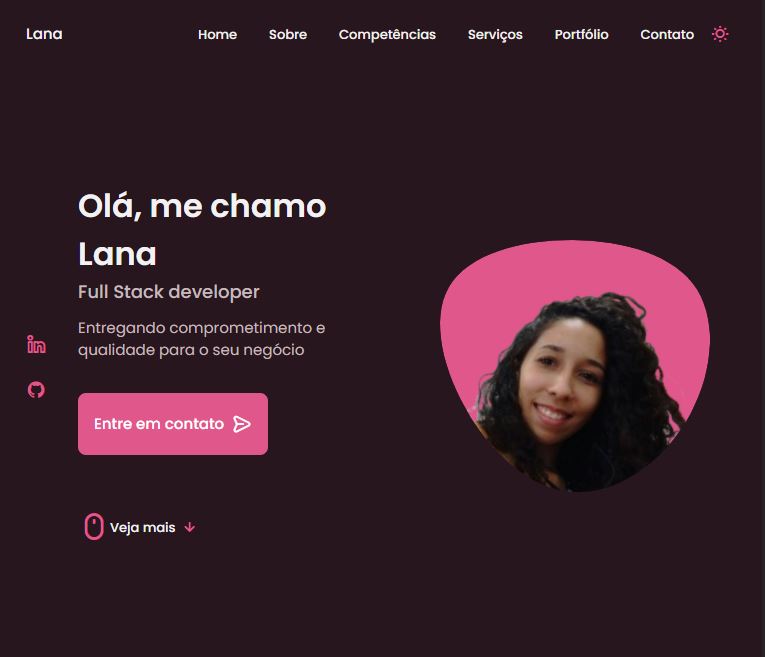 Lana
Home Sobre Competências Serviços Portfólio Contato
Olá, me chamo
Lana
Full Stack developer
Entregando comprometimento e
qualidade para o seu negócio
Entre em contato
Veja mais